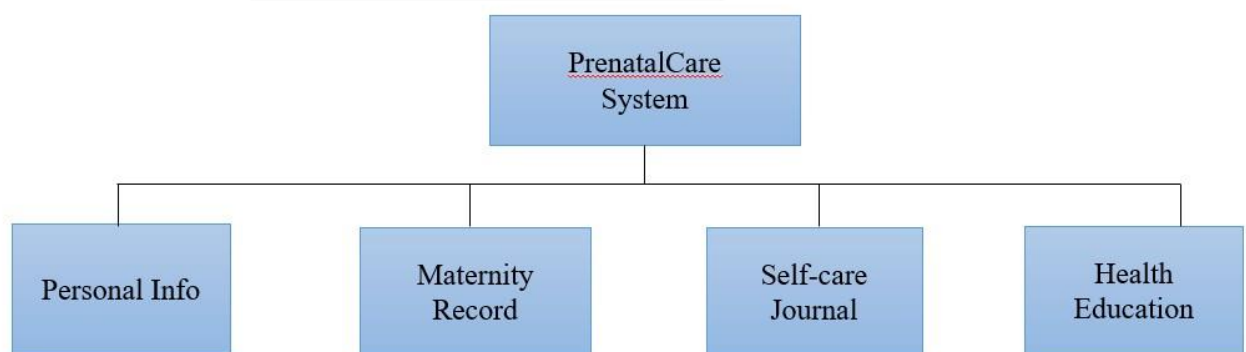 PrenatalCare
System
Personal Info
Maternity
Record
Self-care
Journal
Health
Education